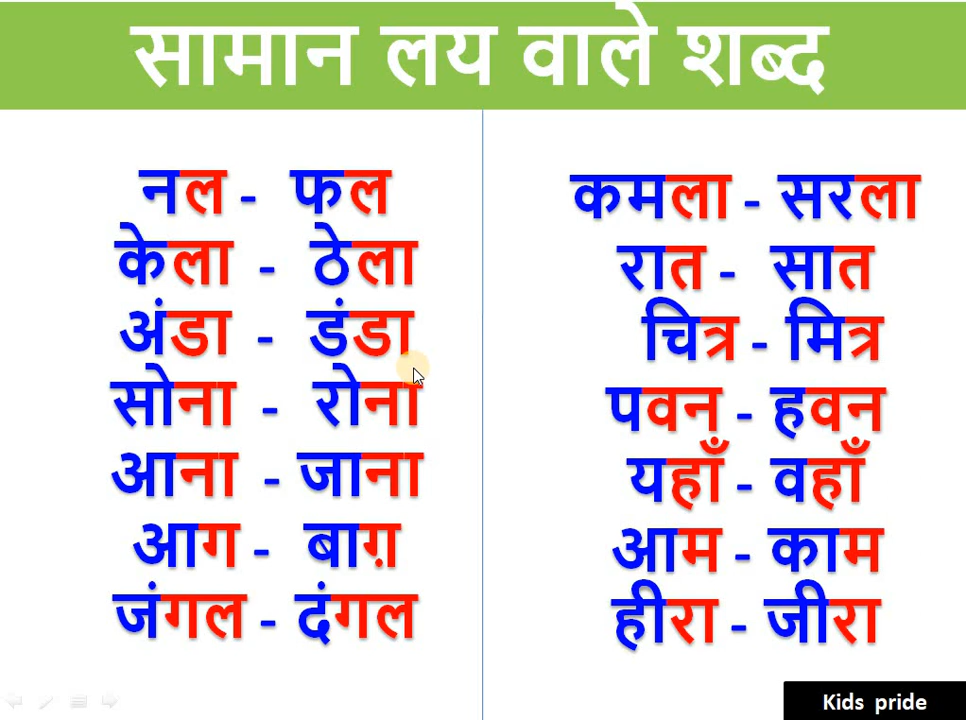 सामान लय वाले शब्द
नल - फल
केला - ठेला
अंडा - डंडा
सोना - रोना
आना - जाना
आग - बाग़
जंगल - दंगल
कमला - सरला
रात - सात
चित्र - मित्र
पवन - हवन
यहाँ - वहाँ
आम - काम
हीरा - जीरा
Kids pride